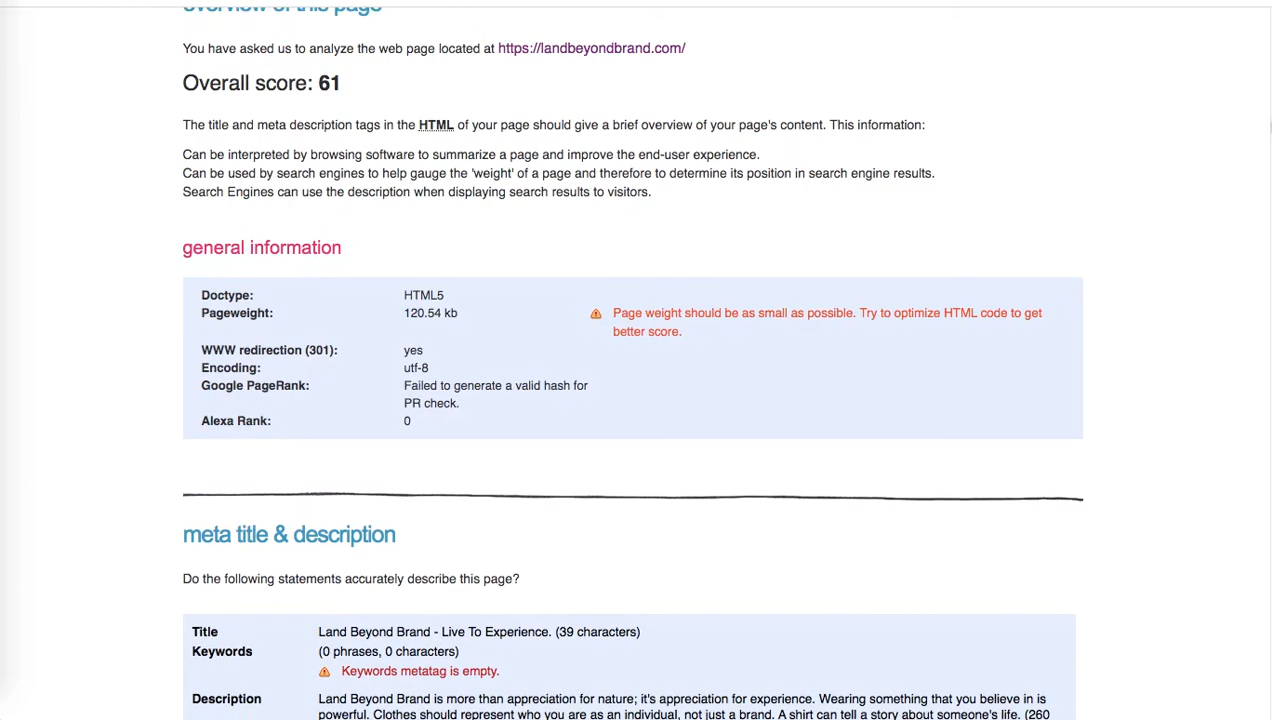 overview of this page
You have asked us to analyze the web page located at https://landbeyondbrand.com/
Overall score: 61
The title and meta description tags in the HTML of your page should give a brief overview of your page's content. This information:
Can be interpreted by browsing software to summarize a page and improve the end-user experience.
Can be used by search engines to help gauge the 'weight' of a page and therefore to determine its position in search engine results.
Search Engines can use the description when displaying search results to visitors.
general information
Doctype: HTML5
Pageweight: 120.54 kb Page weight should be as small as possible. Try to optimize HTML code to get
better score.
WWW redirection (301): yes
Encoding: utf-8
Google PageRank: Failed to generate a valid hash for
PR check.
Alexa Rank: 0
meta title & description
Do the following statements accurately describe this page?
Title Land Beyond Brand - Live To Experience. (39 characters)
Keywords (0 phrases, 0 characters)
Keywords metatag is empty.
Description Land Beyond Brand is more than appreciation for nature; it's appreciation for experience. Wearing something that you believe in is
powerful. Clothes should represent who you are as an individual, not just a brand. A shirt can tell a story about someone's life. (260